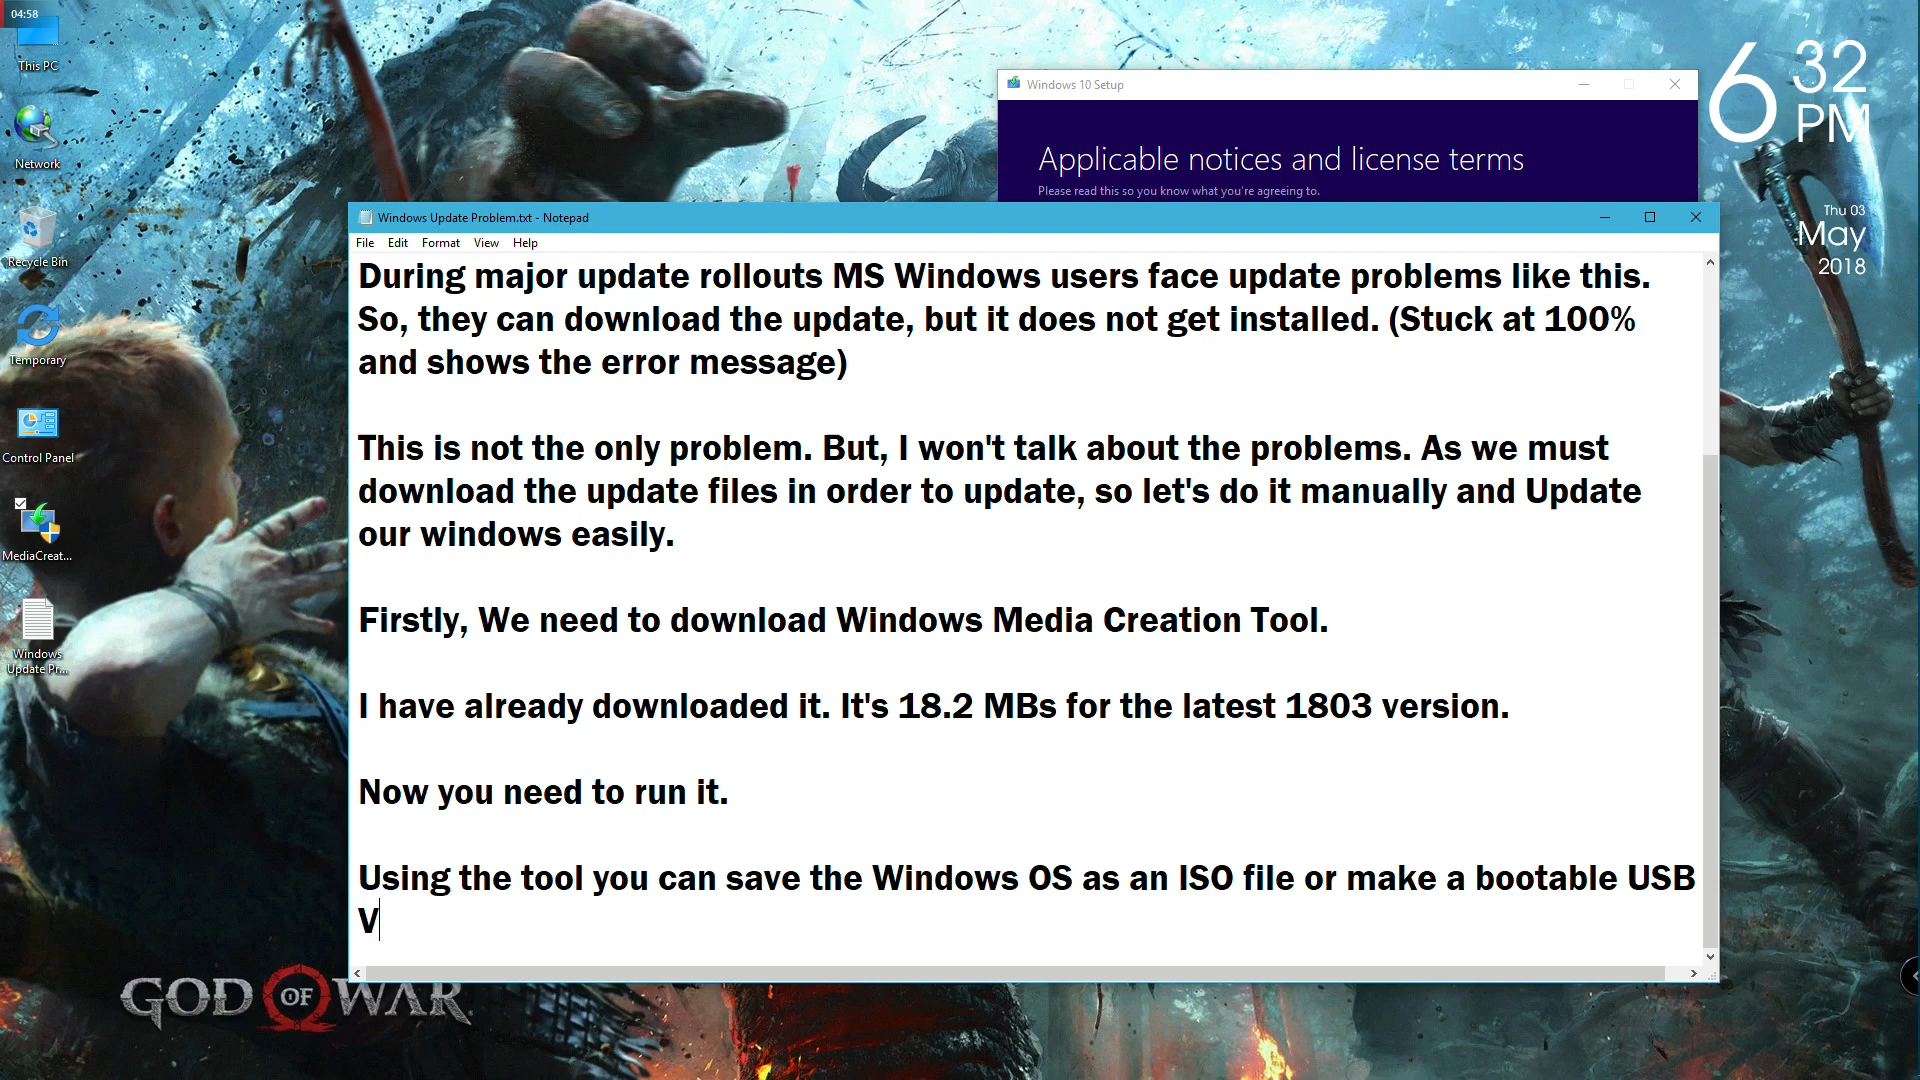 04:58
This PC
Network
Recycle Bin
Temporary
Control Panel
MediaCreat...
Windows
Update Pr...
Windows 10 Setup
Applicable notices and license terms
Please read this so you know what you're agreeing to.
6
32
PM
Thu 03
May
2018
Windows Update Problem.txt - Notepad
File Edit Format View Help
During major update rollouts MS Windows users face update problems like this.
So, they can download the update, but it does not get installed. (Stuck at 100%
and shows the error message)
This is not the only problem. But, I won't talk about the problems. As we must
download the update files in order to update, so let's do it manually and Update
our windows easily.
Firstly, We need to download Windows Media Creation Tool.
I have already downloaded it. It's 18.2 MBs for the latest 1803 version.
Now you need to run it.
Using the tool you can save the Windows OS as an ISO file or make a bootable USB
V
GOD OF WAR